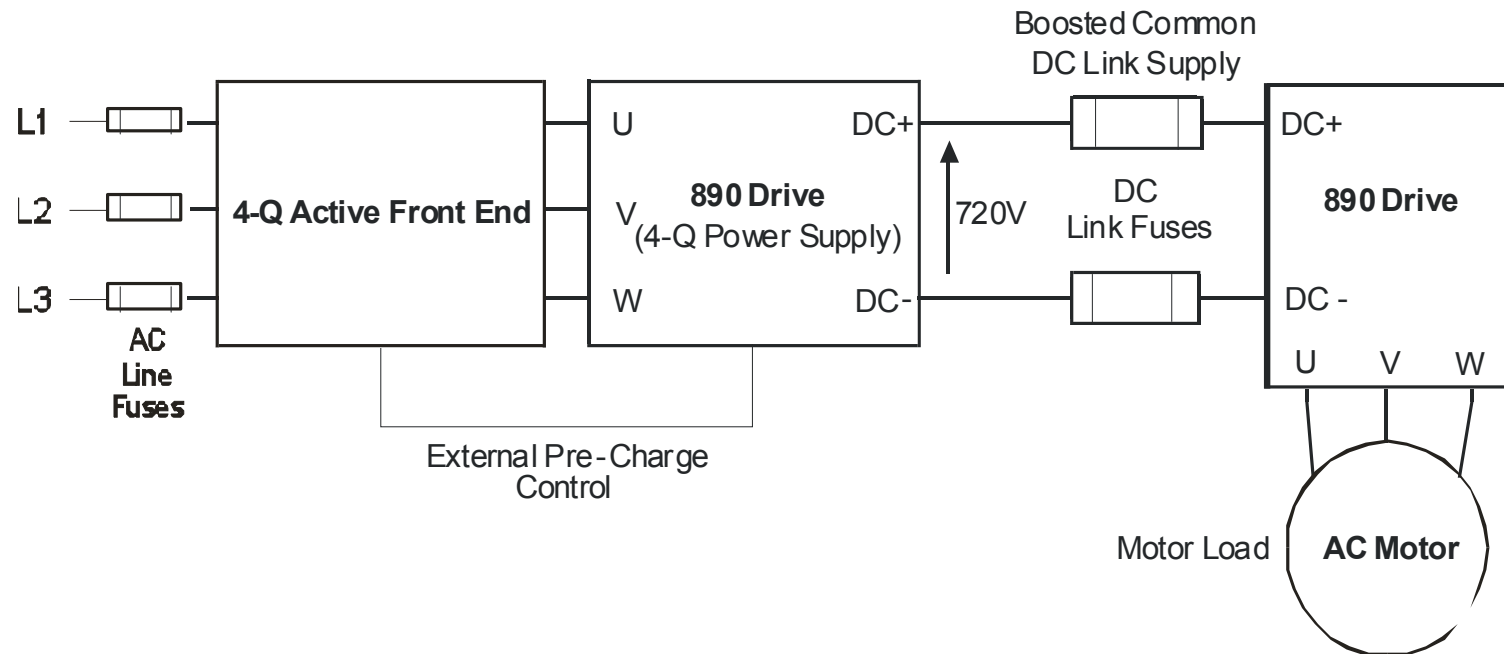 Boosted Common
DC Link Supply
L1
U
DC+
DC+
4-Q Active Front End
890 Drive
(4-Q Power Supply)
L2
V
720V
DC
Link Fuses
890 Drive
L3
W
DC-
DC -
AC
Line
Fuses
U V W
External Pre-Charge
Control
Motor Load
AC Motor